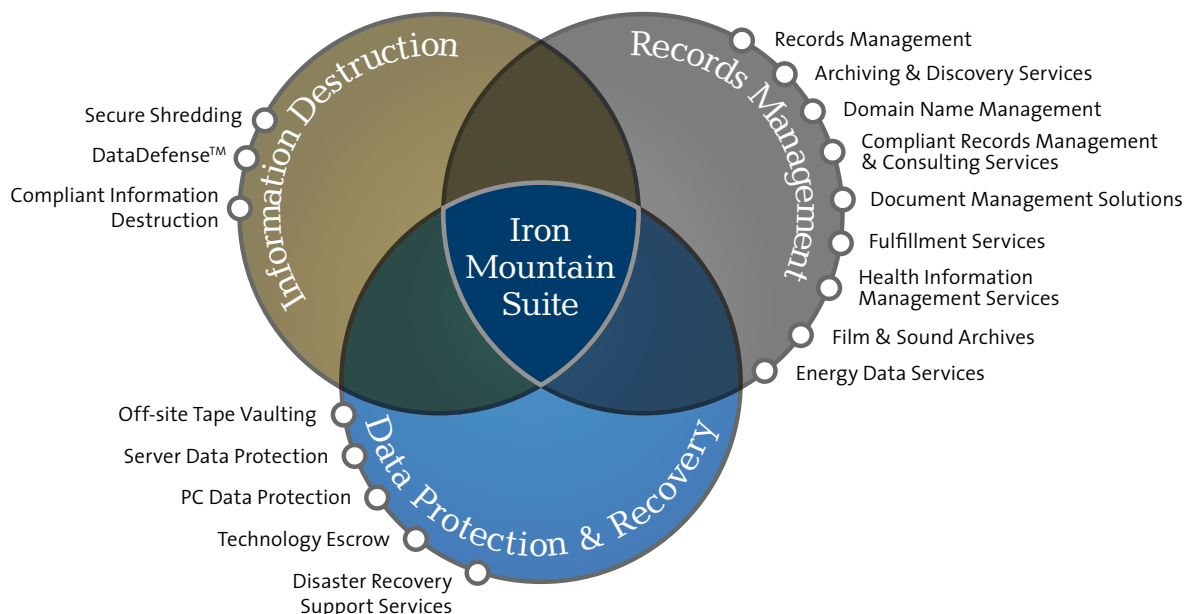 Information Destruction
Secure Shredding
DataDefense™
Compliant Information
Destruction
Records Management
Records Management
Archiving & Discovery Services
Domain Name Management
Compliant Records Management
& Consulting Services
Document Management Solutions
Fulfillment Services
Health Information
Management Services
Film & Sound Archives
Energy Data Services
Iron
Mountain
Suite
Data Protection & Recovery
Off-site Tape Vaulting
Server Data Protection
PC Data Protection
Technology Escrow
Disaster Recovery
Support Services